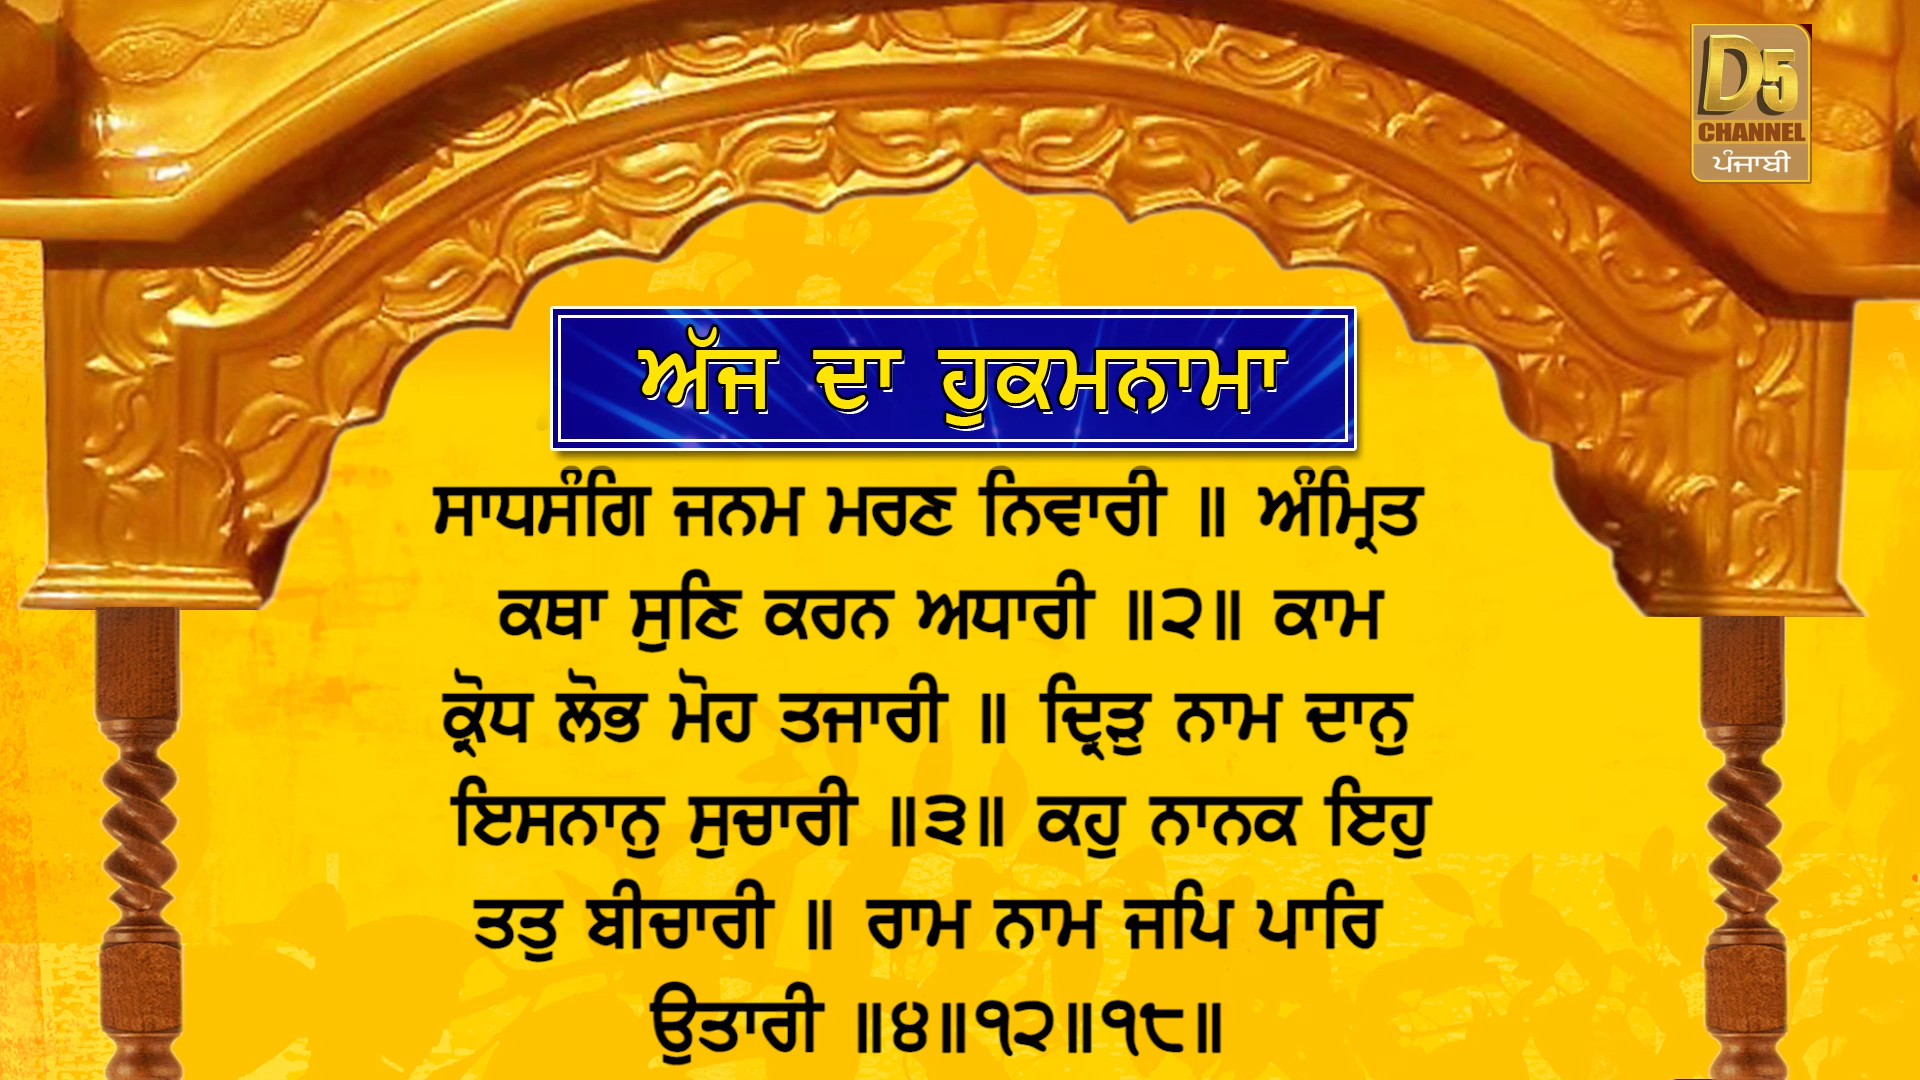 D5
CHANNEL
ਪੰਜਾਬੀ
ਅੱਜ ਦਾ ਹੁਕਮਨਾਮਾ
ਸਾਧਸੰਗਿ ਜਨਮ ਮਰਣ ਨਿਵਾਰੀ ॥ ਅੰਮ੍ਰਿਤ
ਕਥਾ ਸੁਣਿ ਕਰਨ ਅਧਾਰੀ ॥੨॥ ਕਾਮ
ਕ੍ਰੋਧ ਲੋਭ ਮੋਹ ਤਜਾਰੀ ॥ ਦ੍ਰਿੜੁ ਨਾਮ ਦਾਨੁ
ਇਸਨਾਨੁ ਸੁਚਾਰੀ ॥੩॥ ਕਹੁ ਨਾਨਕ ਇਹੁ
ਤਤੁ ਬੀਚਾਰੀ ॥ ਰਾਮ ਨਾਮ ਜਪਿ ਪਾਰਿ
ਉਤਾਰੀ ॥੪॥੧੨॥੧੮॥